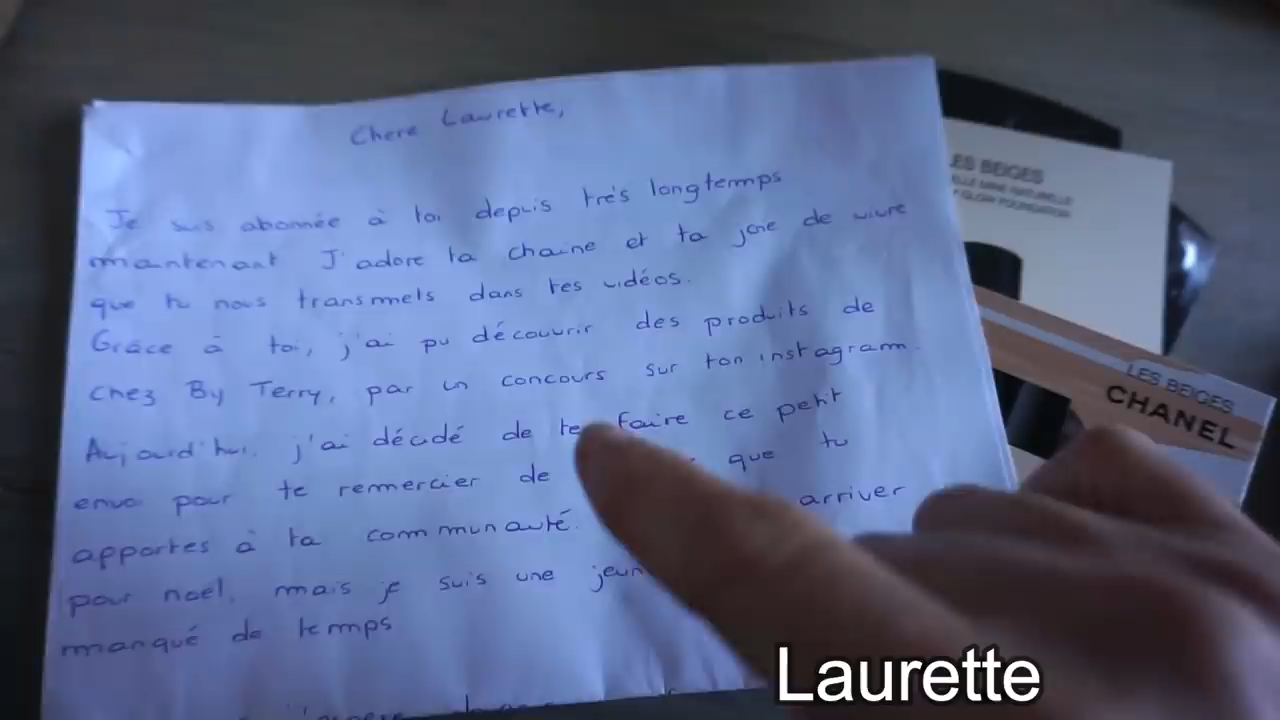 Chere Laurette,
Je suis abonnée à toi depuis très longtemps
maintenant J'adore ta chaine et ta joie de vivre
que tu nous transmets dans tes vidéos.
Grâce à toi, j'ai pu découvrir des produits de
chez By Terry, par un concours sur ton instagram.
Aujourd'hui, j'ai décidé de te faire ce petit
envoi pour te remercier de que tu
apportes à ta communauté. arriver
pour noël, mais je suis une
manqué de temps
LES BEIGES
LES BEIGES
CHANEL
Laurette